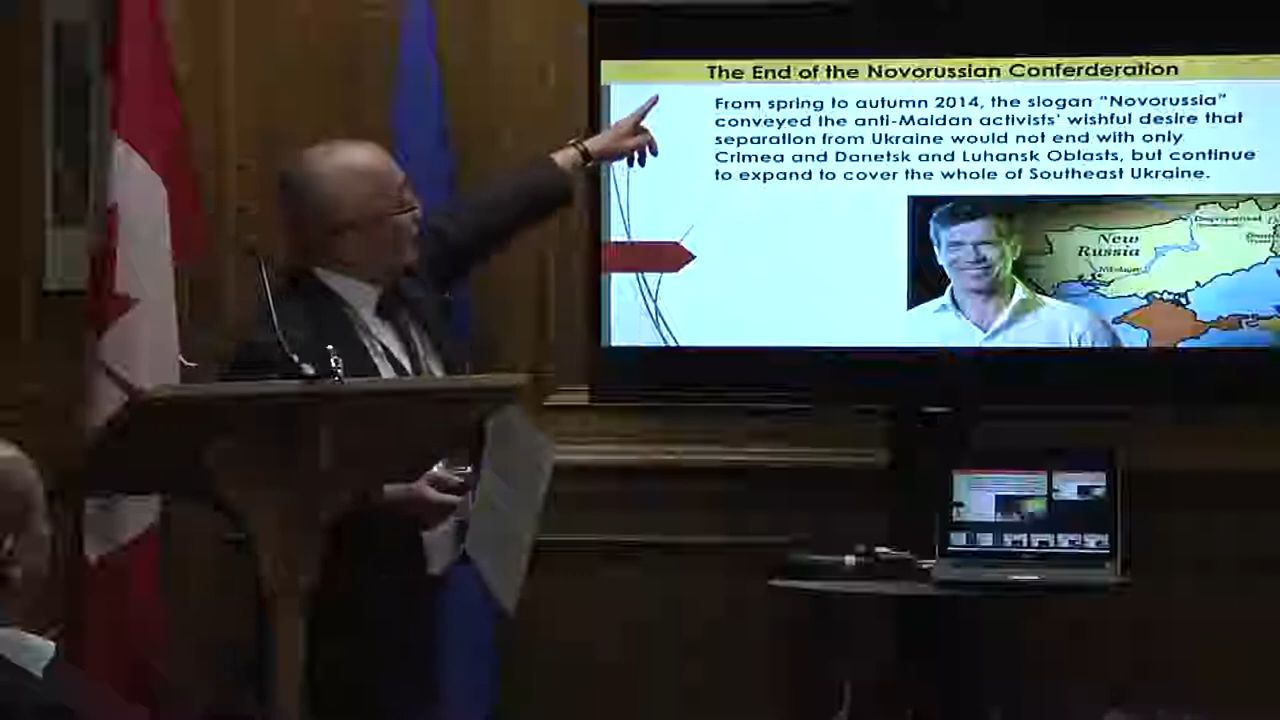 The End of the Novorussian Conferderation
From spring to autumn 2014, the slogan "Novorussia"
conveyed the anti-Maidan activists' wishful desire that
separation from Ukraine would not end with only
Crimea and Donetsk and Luhansk Oblasts, but continue
to expand to cover the whole of Southeast Ukraine.
New
Russia